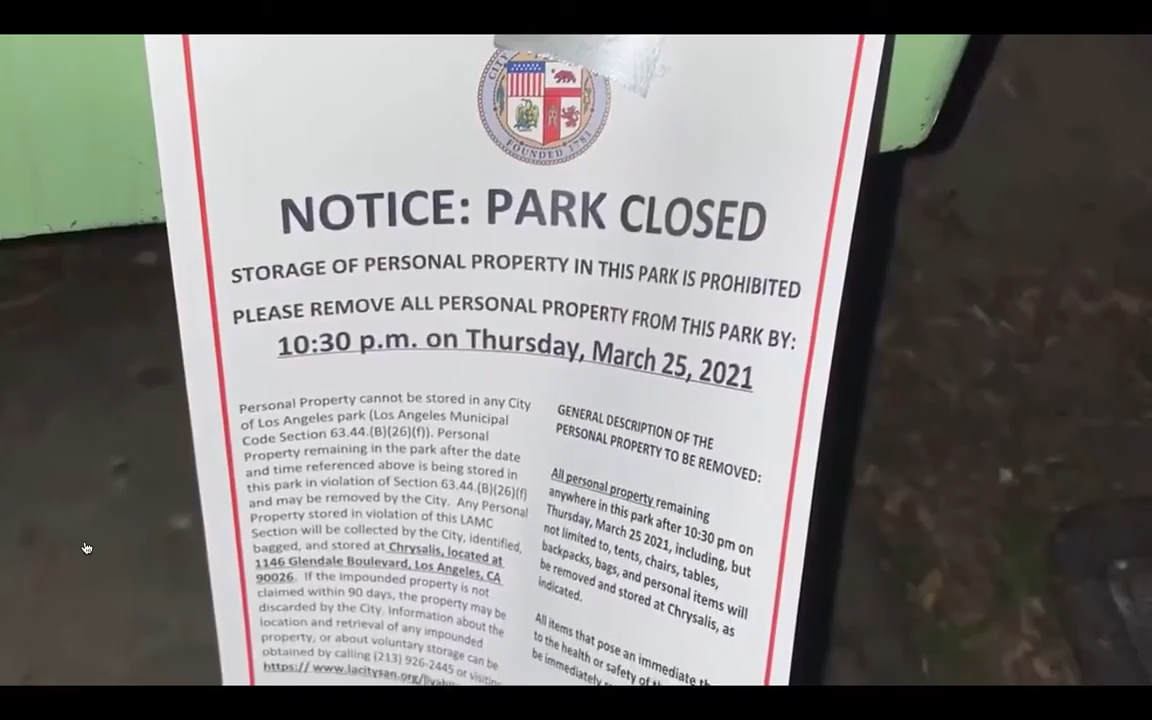 CITY
FOUNDED 1781
NOTICE: PARK CLOSED
STORAGE OF PERSONAL PROPERTY IN THIS PARK IS PROHIBITED
PLEASE REMOVE ALL PERSONAL PROPERTY FROM THIS PARK BY:
10:30 p.m. on Thursday, March 25, 2021
Personal Property cannot be stored in any City
of Los Angeles park (Los Angeles Municipal
Code Section 63.44.(B)(26)(f)). Personal
Property remaining in the park after the date
and time referenced above is being stored in
this park in violation of Section 63.44.(B)(26)(f)
and may be removed by the City. Any Personal
Property stored in violation of this LAMC
Section will be collected by the City, identified,
bagged, and stored at Chrysalis, located at
1146 Glendale Boulevard, Los Angeles, CA
90026. If the impounded property is not
claimed within 90 days, the property may be
discarded by the City. Information about the
location and retrieval of any impounded
property, or about voluntary storage can be
obtained by calling (213) 926-2445 or visiting
https:// www.lacitysan.org/
GENERAL DESCRIPTION OF THE
PERSONAL PROPERTY TO BE REMOVED:
All personal property remaining
anywhere in this park after 10:30 pm on
Thursday, March 25 2021, including, but
not limited to, tents, chairs, tables,
backpacks, bags, and personal items will
be removed and stored at Chrysalis, as
indicated.
All items that pose an immediate
to the health or safety of
be immediately